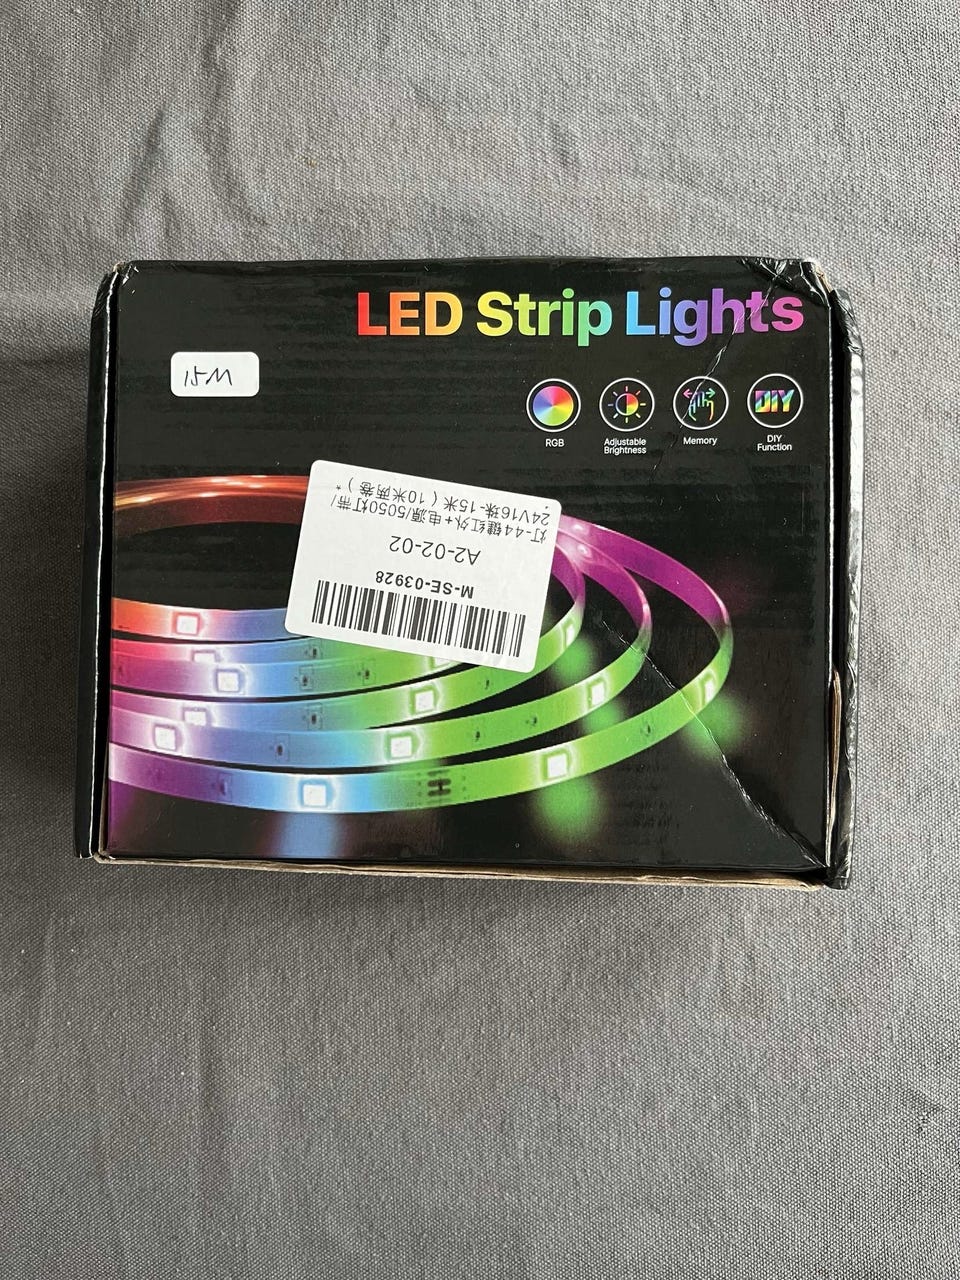 LED Strip Lights
15M
RGB
Adjustable
Brightness
Memory
DIY
DIY
Function
M-SE-03928
A2-02-02
灯-444键红外+电源/5050灯带/
24V16珠-15米（10米两卷）*